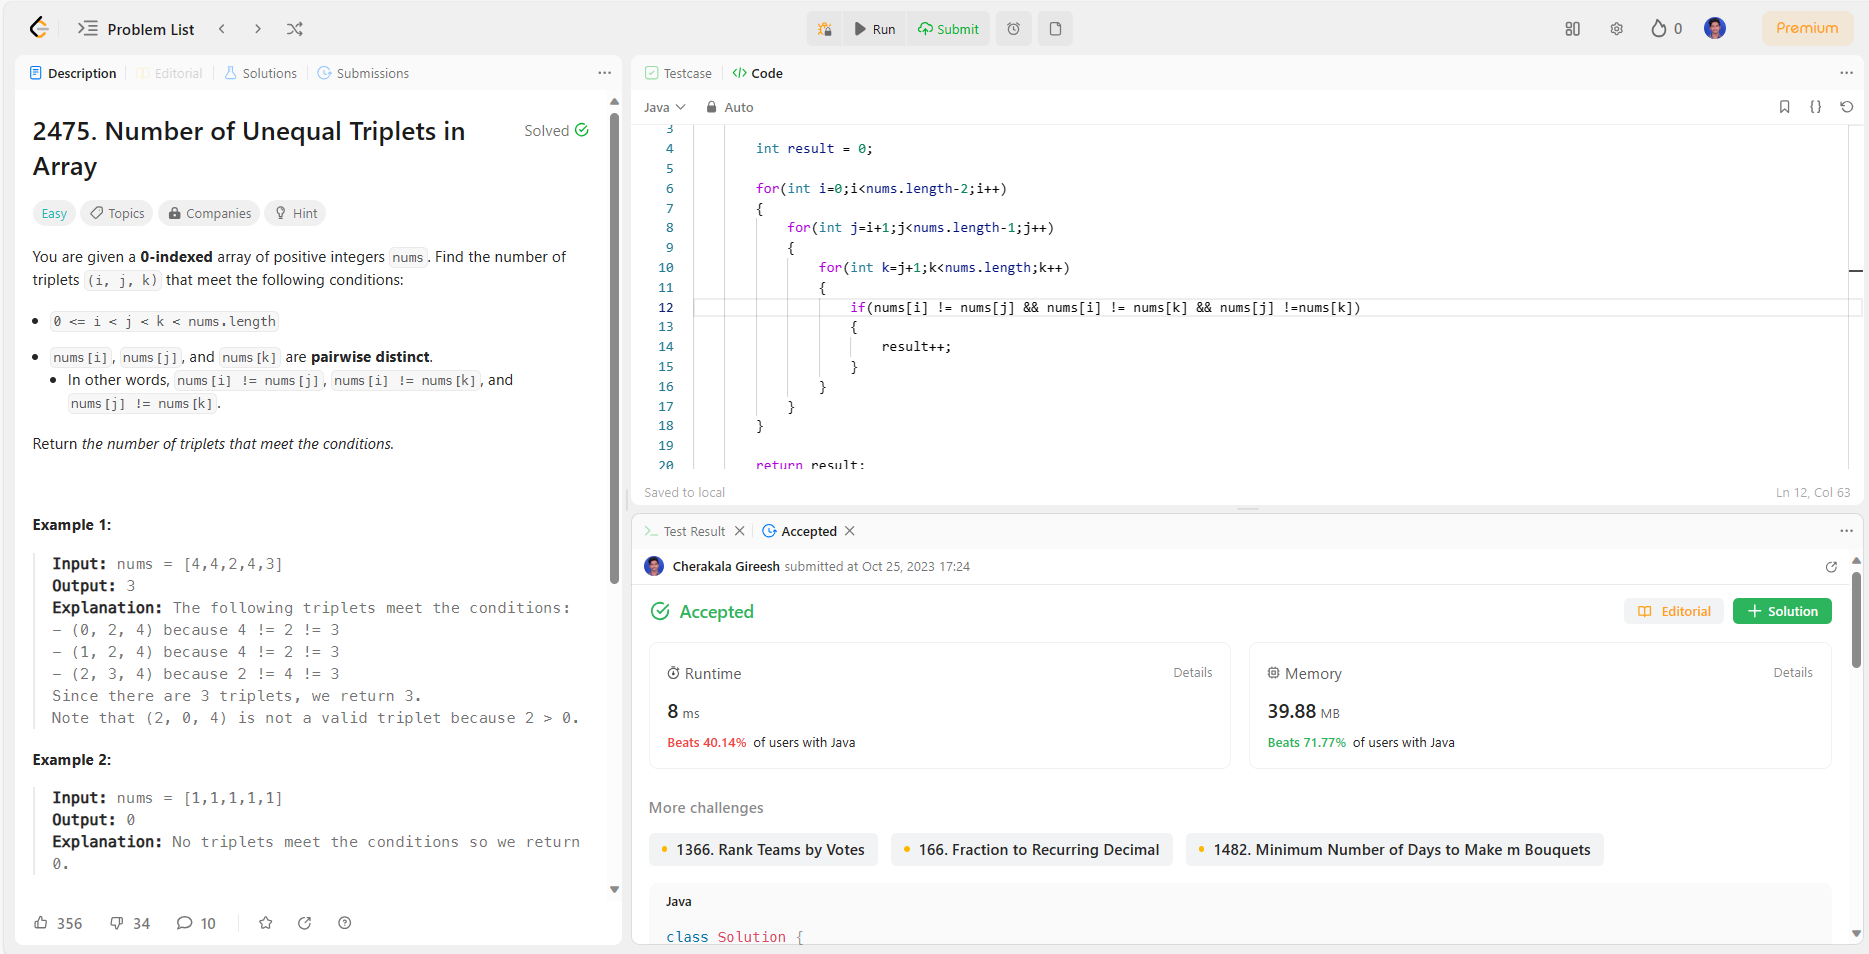 Problem List
Run
Submit
0
Premium
Description
Editorial
Solutions
Submissions
2475. Number of Unequal Triplets in
Array
Solved
Easy
Topics
Companies
Hint
You are given a 0-indexed array of positive integers nums. Find the number of
triplets (i, j, k) that meet the following conditions:
0 <= i < j < k < nums.length
nums[i], nums[j], and nums[k] are pairwise distinct.
In other words, nums[i] != nums[j], nums[i] != nums[k], and
nums[j] != nums[k].
Return the number of triplets that meet the conditions.
Example 1:
Input: nums = [4,4,2,4,3]
Output: 3
Explanation: The following triplets meet the conditions:
- (0, 2, 4) because 4 != 2 != 3
- (1, 2, 4) because 4 != 2 != 3
- (2, 3, 4) because 2 != 4 != 3
Since there are 3 triplets, we return 3.
Note that (2, 0, 4) is not a valid triplet because 2 > 0.
Example 2:
Input: nums = [1,1,1,1,1]
Output: 0
Explanation: No triplets meet the conditions so we return
0.
356
34
10
Testcase
</> Code
Java
Auto
3
4 int result = 0;
5
6 for(int i=0;i<nums.length-2;i++)
7 {
8 for(int j=i+1;j<nums.length-1;j++)
9 {
10 for(int k=j+1;k<nums.length;k++)
11 {
12 if(nums[i] != nums[j] && nums[i] != nums[k] && nums[j] !=nums[k])
13 {
14 result++;
15 }
16 }
17 }
18 }
19
20 return result;
Saved to local
Ln 12, Col 63
Test Result
Accepted
Cherakala Gireesh submitted at Oct 25, 2023 17:24
Accepted
Editorial
Solution
Runtime
Details
8 ms
Beats 40.14% of users with Java
Memory
Details
39.88 MB
Beats 71.77% of users with Java
More challenges
1366. Rank Teams by Votes
166. Fraction to Recurring Decimal
1482. Minimum Number of Days to Make m Bouquets
Java
class Solution {